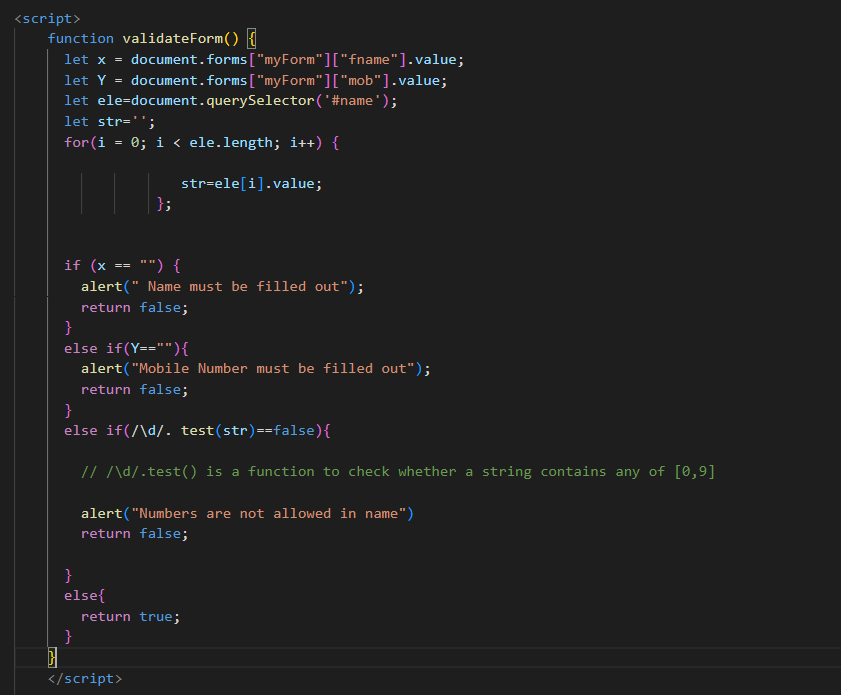 <script>
function validateForm() {
let x = document.forms["myForm"]["fname"].value;
let Y = document.forms["myForm"]["mob"].value;
let ele=document.querySelector('#name');
let str='';
for(i = 0; i < ele.length; i++) {
str=ele[i].value;
};
if (x == "") {
alert(" Name must be filled out");
return false;
}
else if(Y==""){
alert("Mobile Number must be filled out");
return false;
}
else if(/\d/. test(str)==false){
// /\d/.test() is a function to check whether a string contains any of [0,9]
alert("Numbers are not allowed in name")
return false;
}
else{
return true;
}
}
</script>